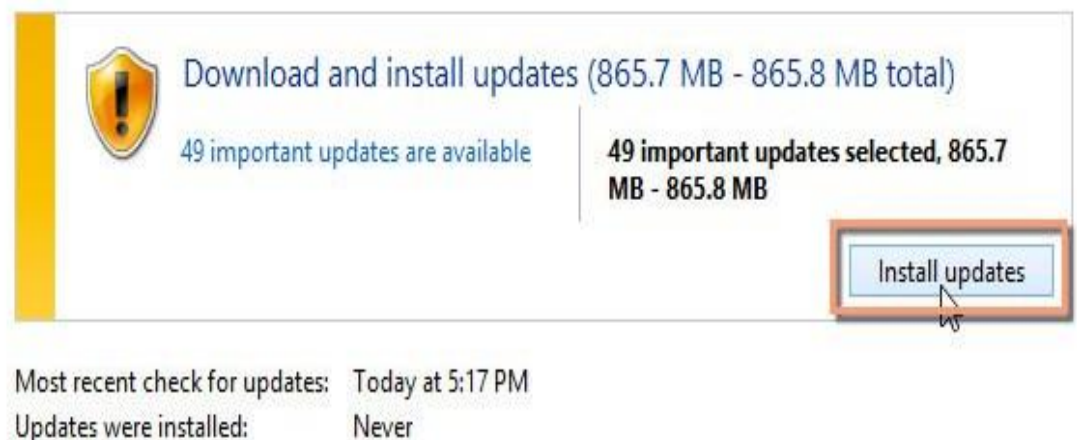 Download and install updates (865.7 MB - 865.8 MB total)
49 important updates are available
49 important updates selected, 865.7
MB - 865.8 MB
Install updates
Most recent check for updates: Today at 5:17 PM
Updates were installed: Never